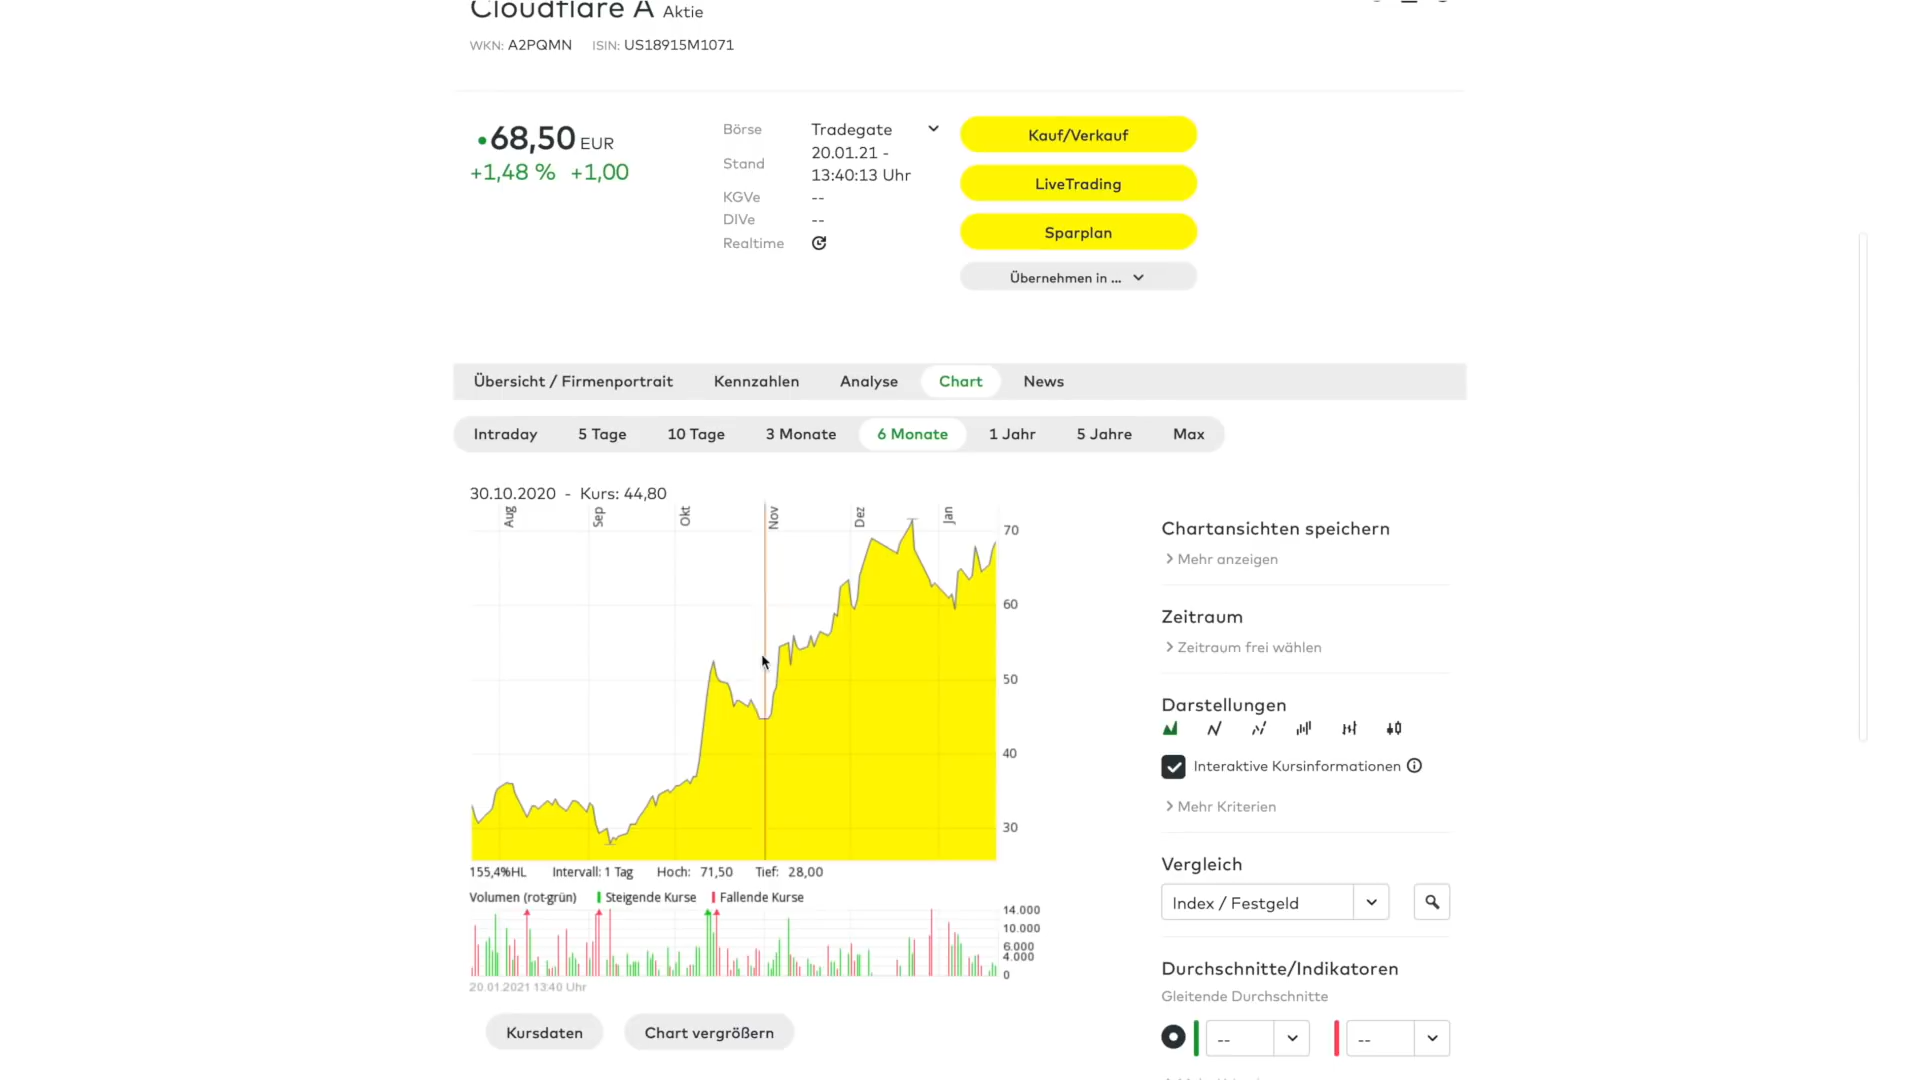 Cloudflare A Aktie
WKN: A2PQMN ISIN: US18915M1071
68,50 EUR
+1,48 % +1,00
Börse Tradegate
Stand 20.01.21 -
13:40:13 Uhr
KGVe --
DIVe --
Realtime
Kauf/Verkauf
LiveTrading
Sparplan
Übernehmen in ...
Übersicht / Firmenportrait Kennzahlen Analyse Chart News
Intraday 5 Tage 10 Tage 3 Monate 6 Monate 1 Jahr 5 Jahre Max
30.10.2020 - Kurs: 44,80
Aug Sep Okt Nov Dez Jan
70
60
50
40
30
155,4%HL Intervall: 1 Tag Hoch: 71,50 Tief: 28,00
Volumen (rot-grün) Steigende Kurse Fallende Kurse
14.000
10.000
6.000
4.000
0
20.01.2021 13:40 Uhr
Kursdaten Chart vergrößern
Chartansichten speichern
Mehr anzeigen
Zeitraum
Zeitraum frei wählen
Darstellungen
Interaktive Kursinformationen
Mehr Kriterien
Vergleich
Index / Festgeld
Durchschnitte/Indikatoren
Gleitende Durchschnitte
-- --